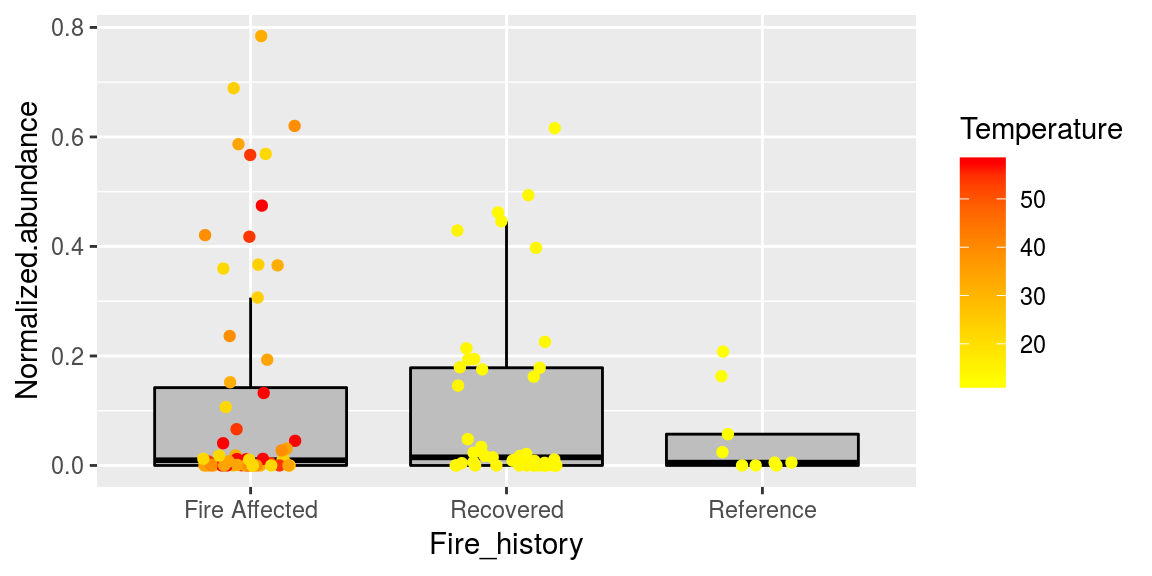 Normalized.abundance
0.8
0.6
0.4
0.2
0.0
Fire Affected
Recovered
Reference
Fire_history
Temperature
50
40
30
20